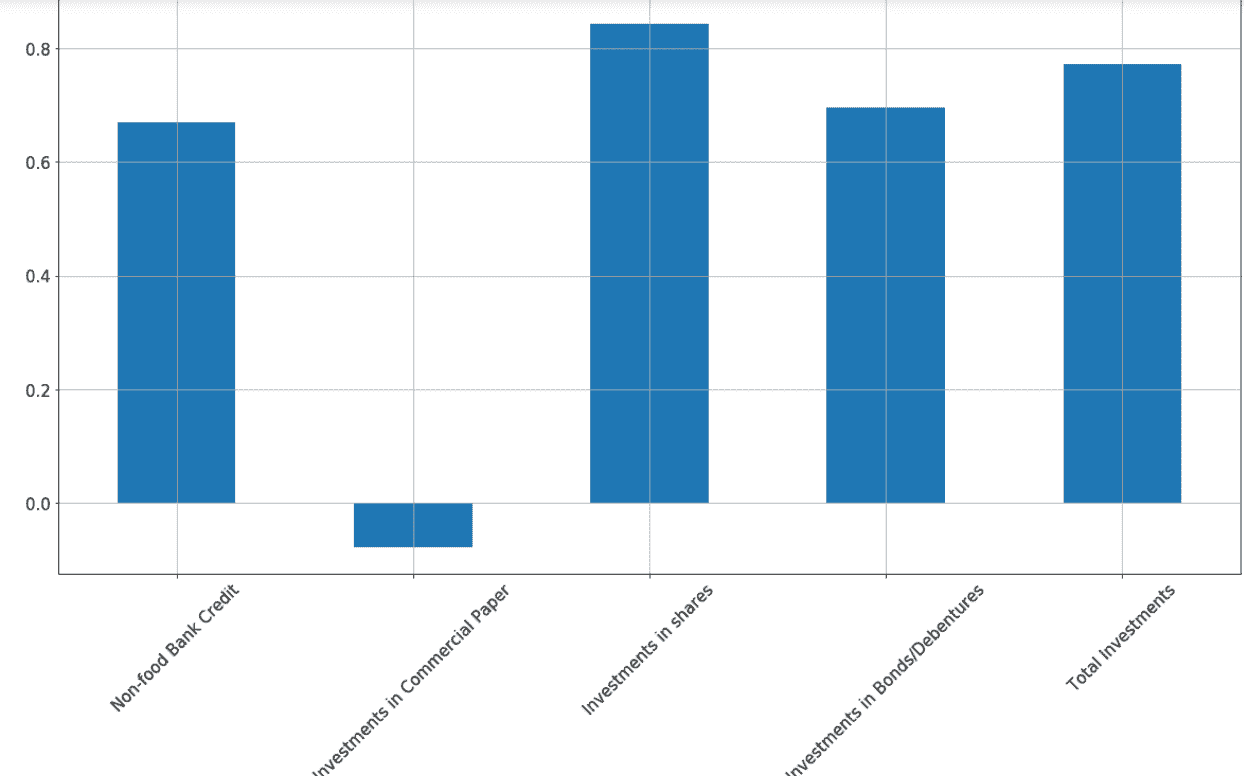 0.8
0.6
0.4
0.2
0.0
Non-food Bank Credit
Investments in Commercial Paper
Investments in shares
Investments in Bonds/Debentures
Total Investments